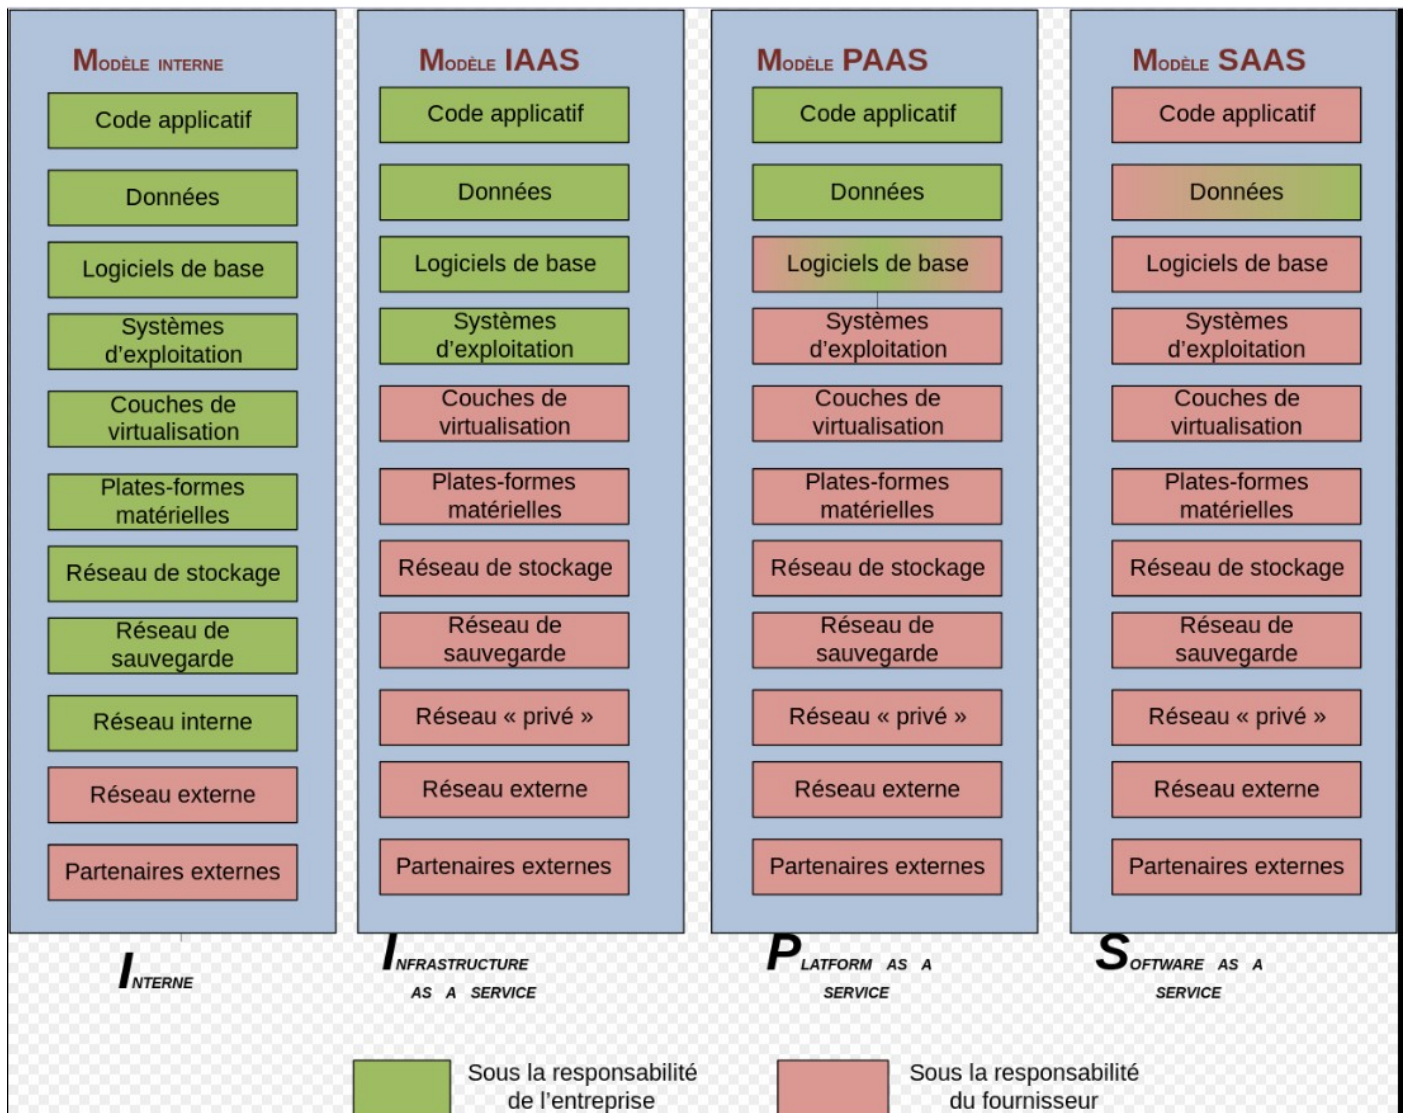 MODÈLE INTERNE
Code applicatif
Données
Logiciels de base
Systèmes
d’exploitation
Couches de
virtualisation
Plates-formes
matérielles
Réseau de stockage
Réseau de
sauvegarde
Réseau interne
Réseau externe
Partenaires externes
INTERNE
MODÈLE IAAS
Code applicatif
Données
Logiciels de base
Systèmes
d’exploitation
Couches de
virtualisation
Plates-formes
matérielles
Réseau de stockage
Réseau de
sauvegarde
Réseau « privé »
Réseau externe
Partenaires externes
INFRASTRUCTURE
AS A SERVICE
MODÈLE PAAS
Code applicatif
Données
Logiciels de base
Systèmes
d’exploitation
Couches de
virtualisation
Plates-formes
matérielles
Réseau de stockage
Réseau de
sauvegarde
Réseau « privé »
Réseau externe
Partenaires externes
PLATFORM AS A
SERVICE
MODÈLE SAAS
Code applicatif
Données
Logiciels de base
Systèmes
d’exploitation
Couches de
virtualisation
Plates-formes
matérielles
Réseau de stockage
Réseau de
sauvegarde
Réseau « privé »
Réseau externe
Partenaires externes
SOFTWARE AS A
SERVICE
Sous la responsabilité
de l’entreprise
Sous la responsabilité
du fournisseur